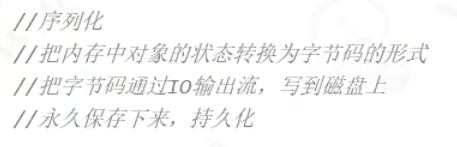 //序列化
//把内存中对象的状态转换为字节码的形式
//把字节码通过IO输出流，写到磁盘上
//永久保存下来，持久化